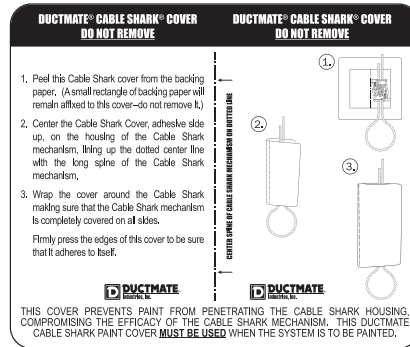 DUCTMATE® CABLE SHARK® COVER
DO NOT REMOVE
DUCTMATE® CABLE SHARK® COVER
DO NOT REMOVE
1. Peel this Cable Shark cover from the backing
paper. (A small rectangle of backing paper will
remain affixed to this cover–do not remove it.)
2. Center the Cable Shark Cover, adhesive side
up, on the housing of the Cable Shark
mechanism, lining up the dotted center line
with the long spine of the Cable Shark
mechanism.
3. Wrap the cover around the Cable Shark
making sure that the Cable Shark mechanism
is completely covered on all sides.
Firmly press the edges of this cover to be sure
that it adheres to itself.
CENTER SPINE OF CABLE SHARK MECHANISM ON DOTTED LINE
1.
2.
3.
DUCTMATE
Industries, Inc.
DUCTMATE
Industries, Inc.
THIS COVER PREVENTS PAINT FROM PENETRATING THE CABLE SHARK HOUSING,
COMPROMISING THE EFFICACY OF THE CABLE SHARK MECHANISM. THIS DUCTMATE
CABLE SHARK PAINT COVER MUST BE USED WHEN THE SYSTEM IS TO BE PAINTED.